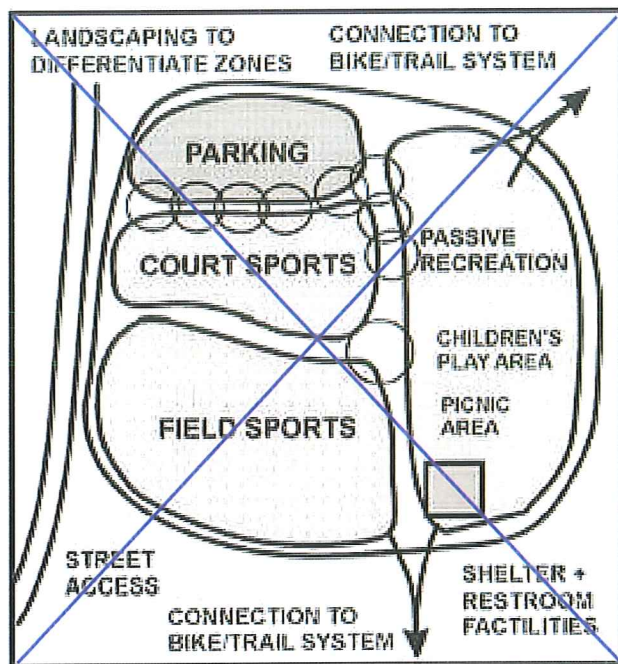 LANDSCAPING TO
DIFFERENTIATE ZONES
CONNECTION TO
BIKE/TRAIL SYSTEM
PARKING
COURT SPORTS
PASSIVE
RECREATION
CHILDREN'S
PLAY AREA
FIELD SPORTS
PICNIC
AREA
STREET
ACCESS
CONNECTION TO
BIKE/TRAIL SYSTEM
SHELTER +
RESTROOM
FACTILITIES